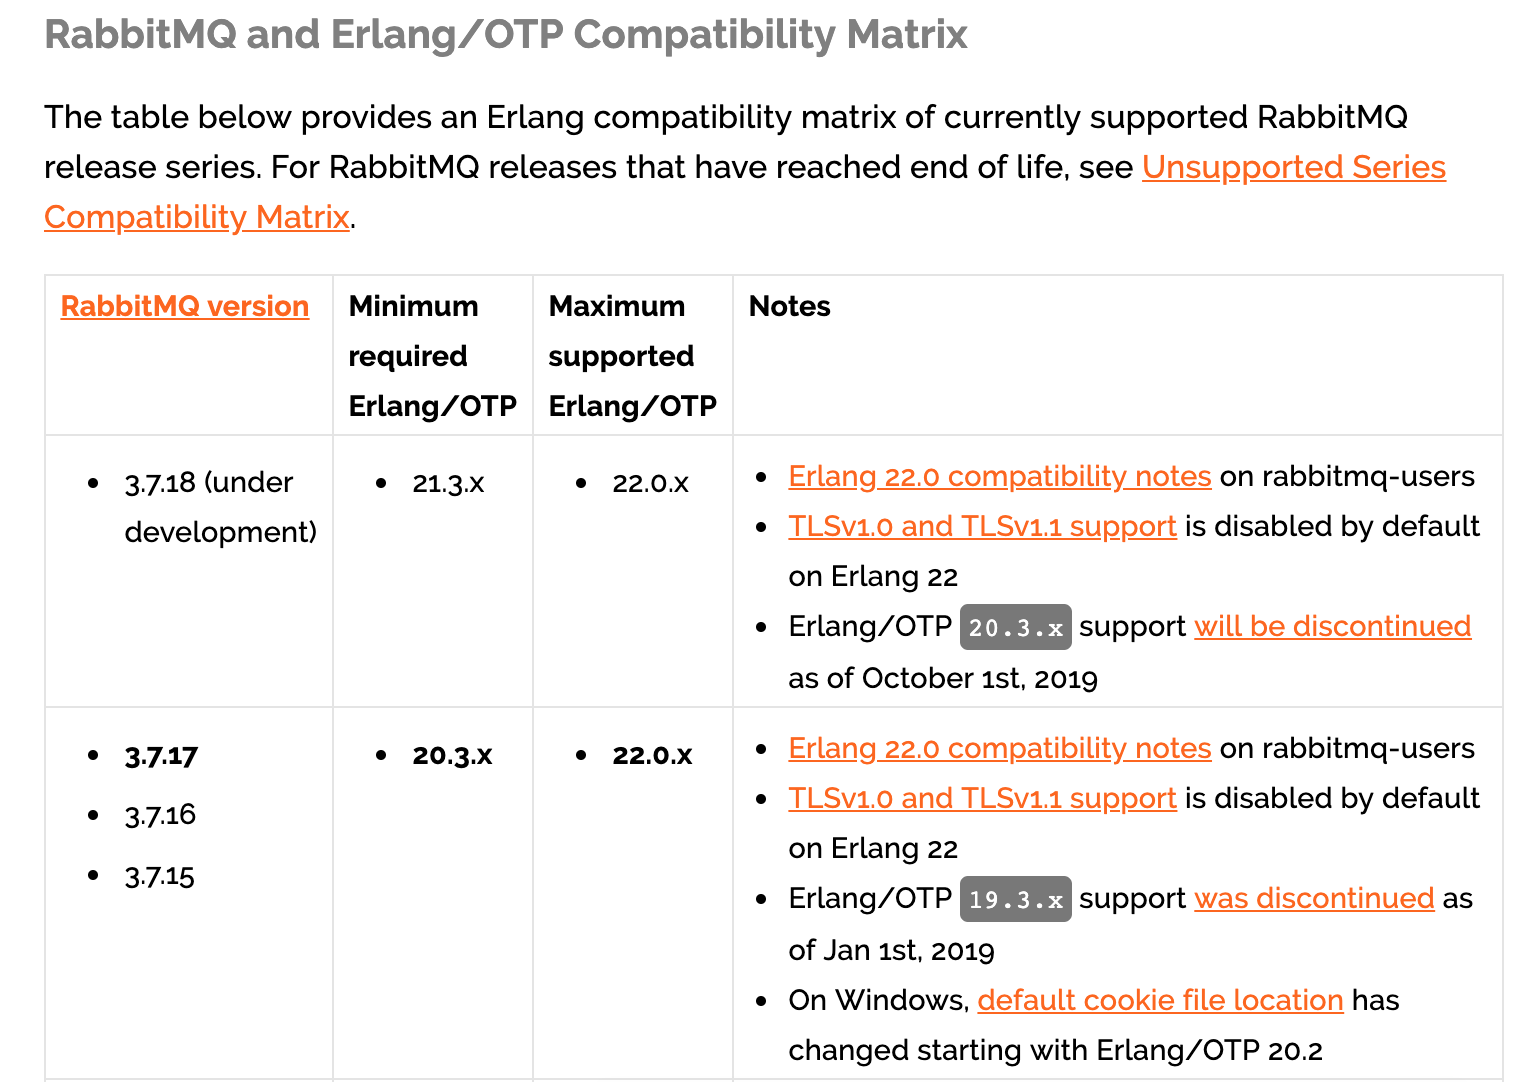 RabbitMQ and Erlang/OTP Compatibility Matrix
The table below provides an Erlang compatibility matrix of currently supported RabbitMQ
release series. For RabbitMQ releases that have reached end of life, see Unsupported Series
Compatibility Matrix.
RabbitMQ version
Minimum
required
Erlang/OTP
Maximum
supported
Erlang/OTP
Notes
3.7.18 (under
development)
21.3.x
22.0.x
Erlang 22.0 compatibility notes on rabbitmq-users
TLSv1.0 and TLSv1.1 support is disabled by default
on Erlang 22
Erlang/OTP 20.3.x support will be discontinued
as of October 1st, 2019
3.7.17
3.7.16
3.7.15
20.3.x
22.0.x
Erlang 22.0 compatibility notes on rabbitmq-users
TLSv1.0 and TLSv1.1 support is disabled by default
on Erlang 22
Erlang/OTP 19.3.x support was discontinued as
of Jan 1st, 2019
On Windows, default cookie file location has
changed starting with Erlang/OTP 20.2